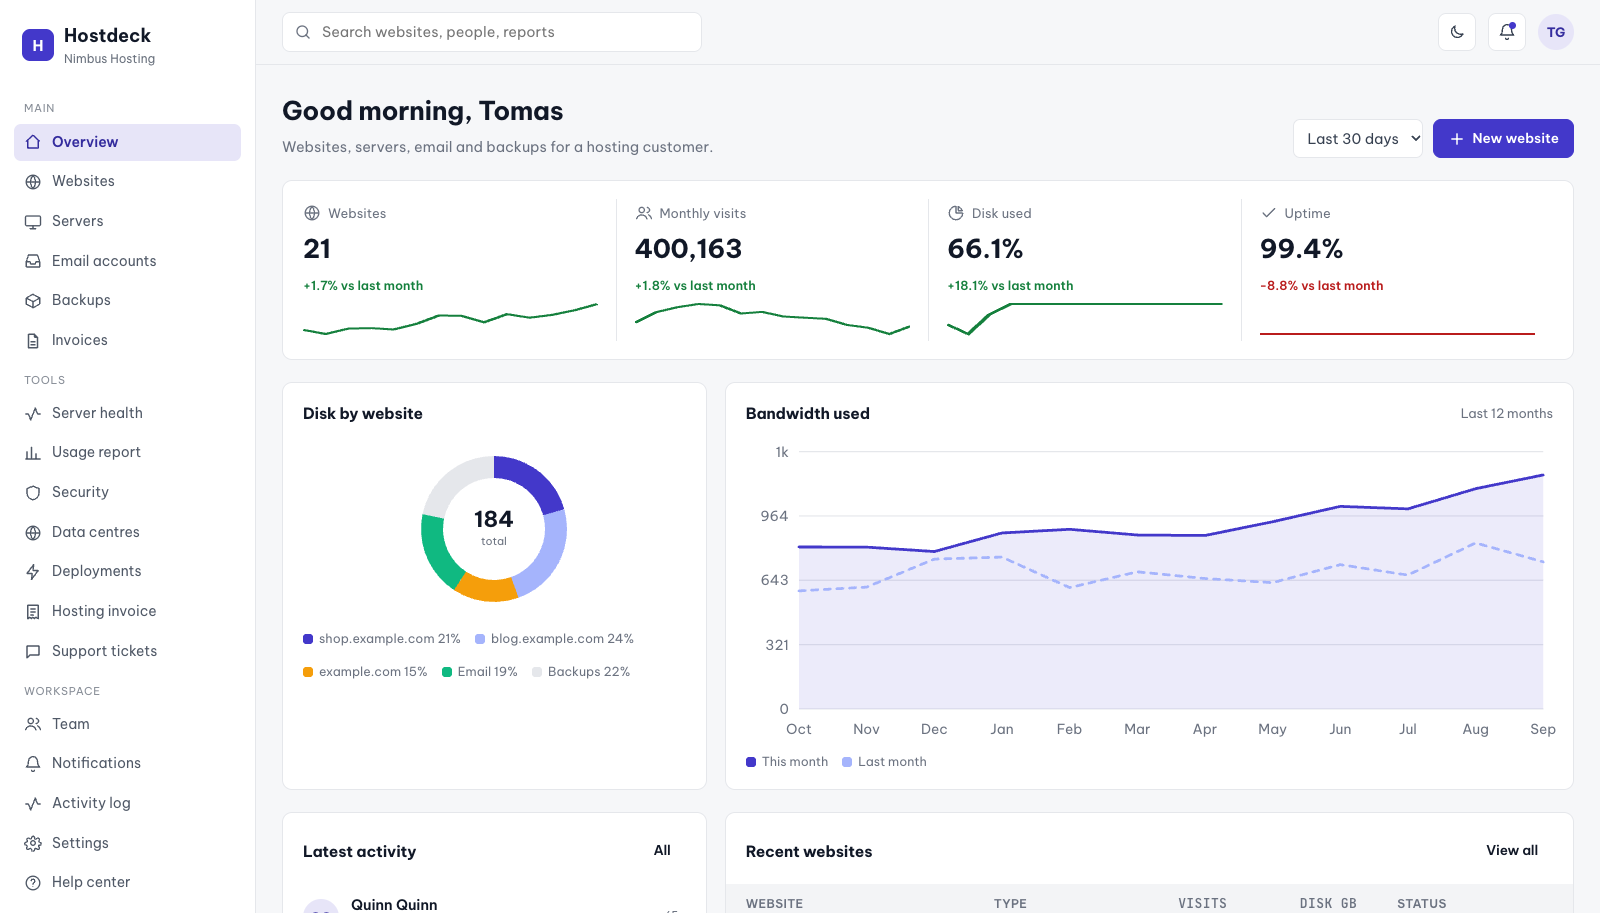 H
Hostdeck
Nimbus Hosting
MAIN
Overview
Websites
Servers
Email accounts
Backups
Invoices
TOOLS
Server health
Usage report
Security
Data centres
Deployments
Hosting invoice
Support tickets
WORKSPACE
Team
Notifications
Activity log
Settings
Help center
Search websites, people, reports
TG
Good morning, Tomas
Websites, servers, email and backups for a hosting customer.
Last 30 days
New website
Websites
21
+1.7% vs last month
Monthly visits
400,163
+1.8% vs last month
Disk used
66.1%
+18.1% vs last month
Uptime
99.4%
-8.8% vs last month
Disk by website
184
total
shop.example.com 21%
blog.example.com 24%
example.com 15%
Email 19%
Backups 22%
Bandwidth used
Last 12 months
1k
964
643
321
0
Oct Nov Dec Jan Feb Mar Apr May Jun Jul Aug Sep
This month
Last month
Latest activity
All
Quinn Quinn
Recent websites
View all
WEBSITE TYPE VISITS DISK GB STATUS